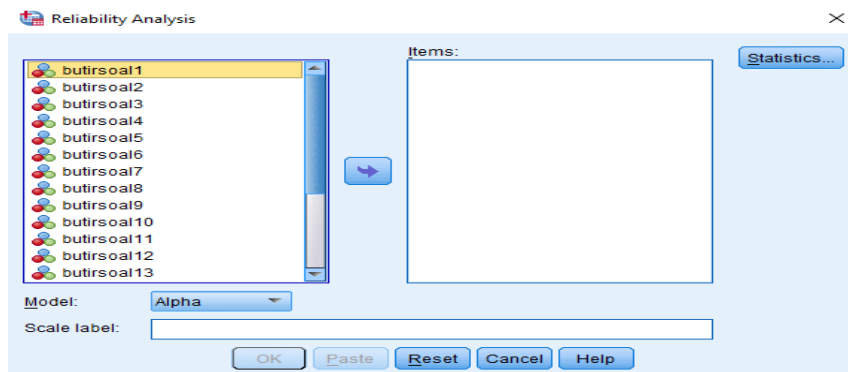 Reliability Analysis
Items:
Statistics...
butirsoal1
butirsoal2
butirsoal3
butirsoal4
butirsoal5
butirsoal6
butirsoal7
butirsoal8
butirsoal9
butirsoal10
butirsoal11
butirsoal12
butirsoal13
Model: Alpha
Scale label:
OK Paste Reset Cancel Help